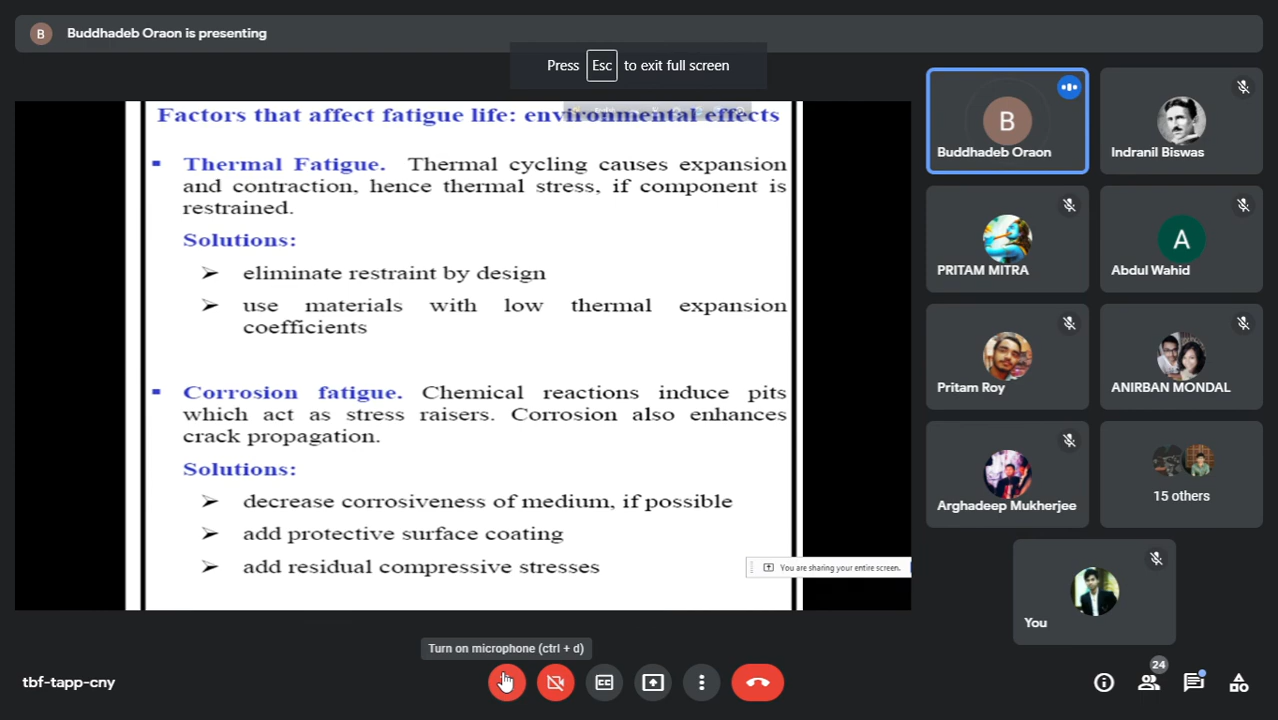 B
Buddhadeb Oraon is presenting
Press Esc to exit full screen
Factors that affect fatigue life: environmental effects
Thermal Fatigue. Thermal cycling causes expansion
and contraction, hence thermal stress, if component is
restrained.
Solutions:
eliminate restraint by design
use materials with low thermal expansion
coefficients
Corrosion fatigue. Chemical reactions induce pits
which act as stress raisers. Corrosion also enhances
crack propagation.
Solutions:
decrease corrosiveness of medium, if possible
add protective surface coating
add residual compressive stresses
You are sharing your entire screen.
B
Buddhadeb Oraon
Indranil Biswas
PRITAM MITRA
A
Abdul Wahid
Pritam Roy
ANIRBAN MONDAL
Arghadeep Mukherjee
15 others
You
Turn on microphone (ctrl + d)
tbf-tapp-cny
CC
24